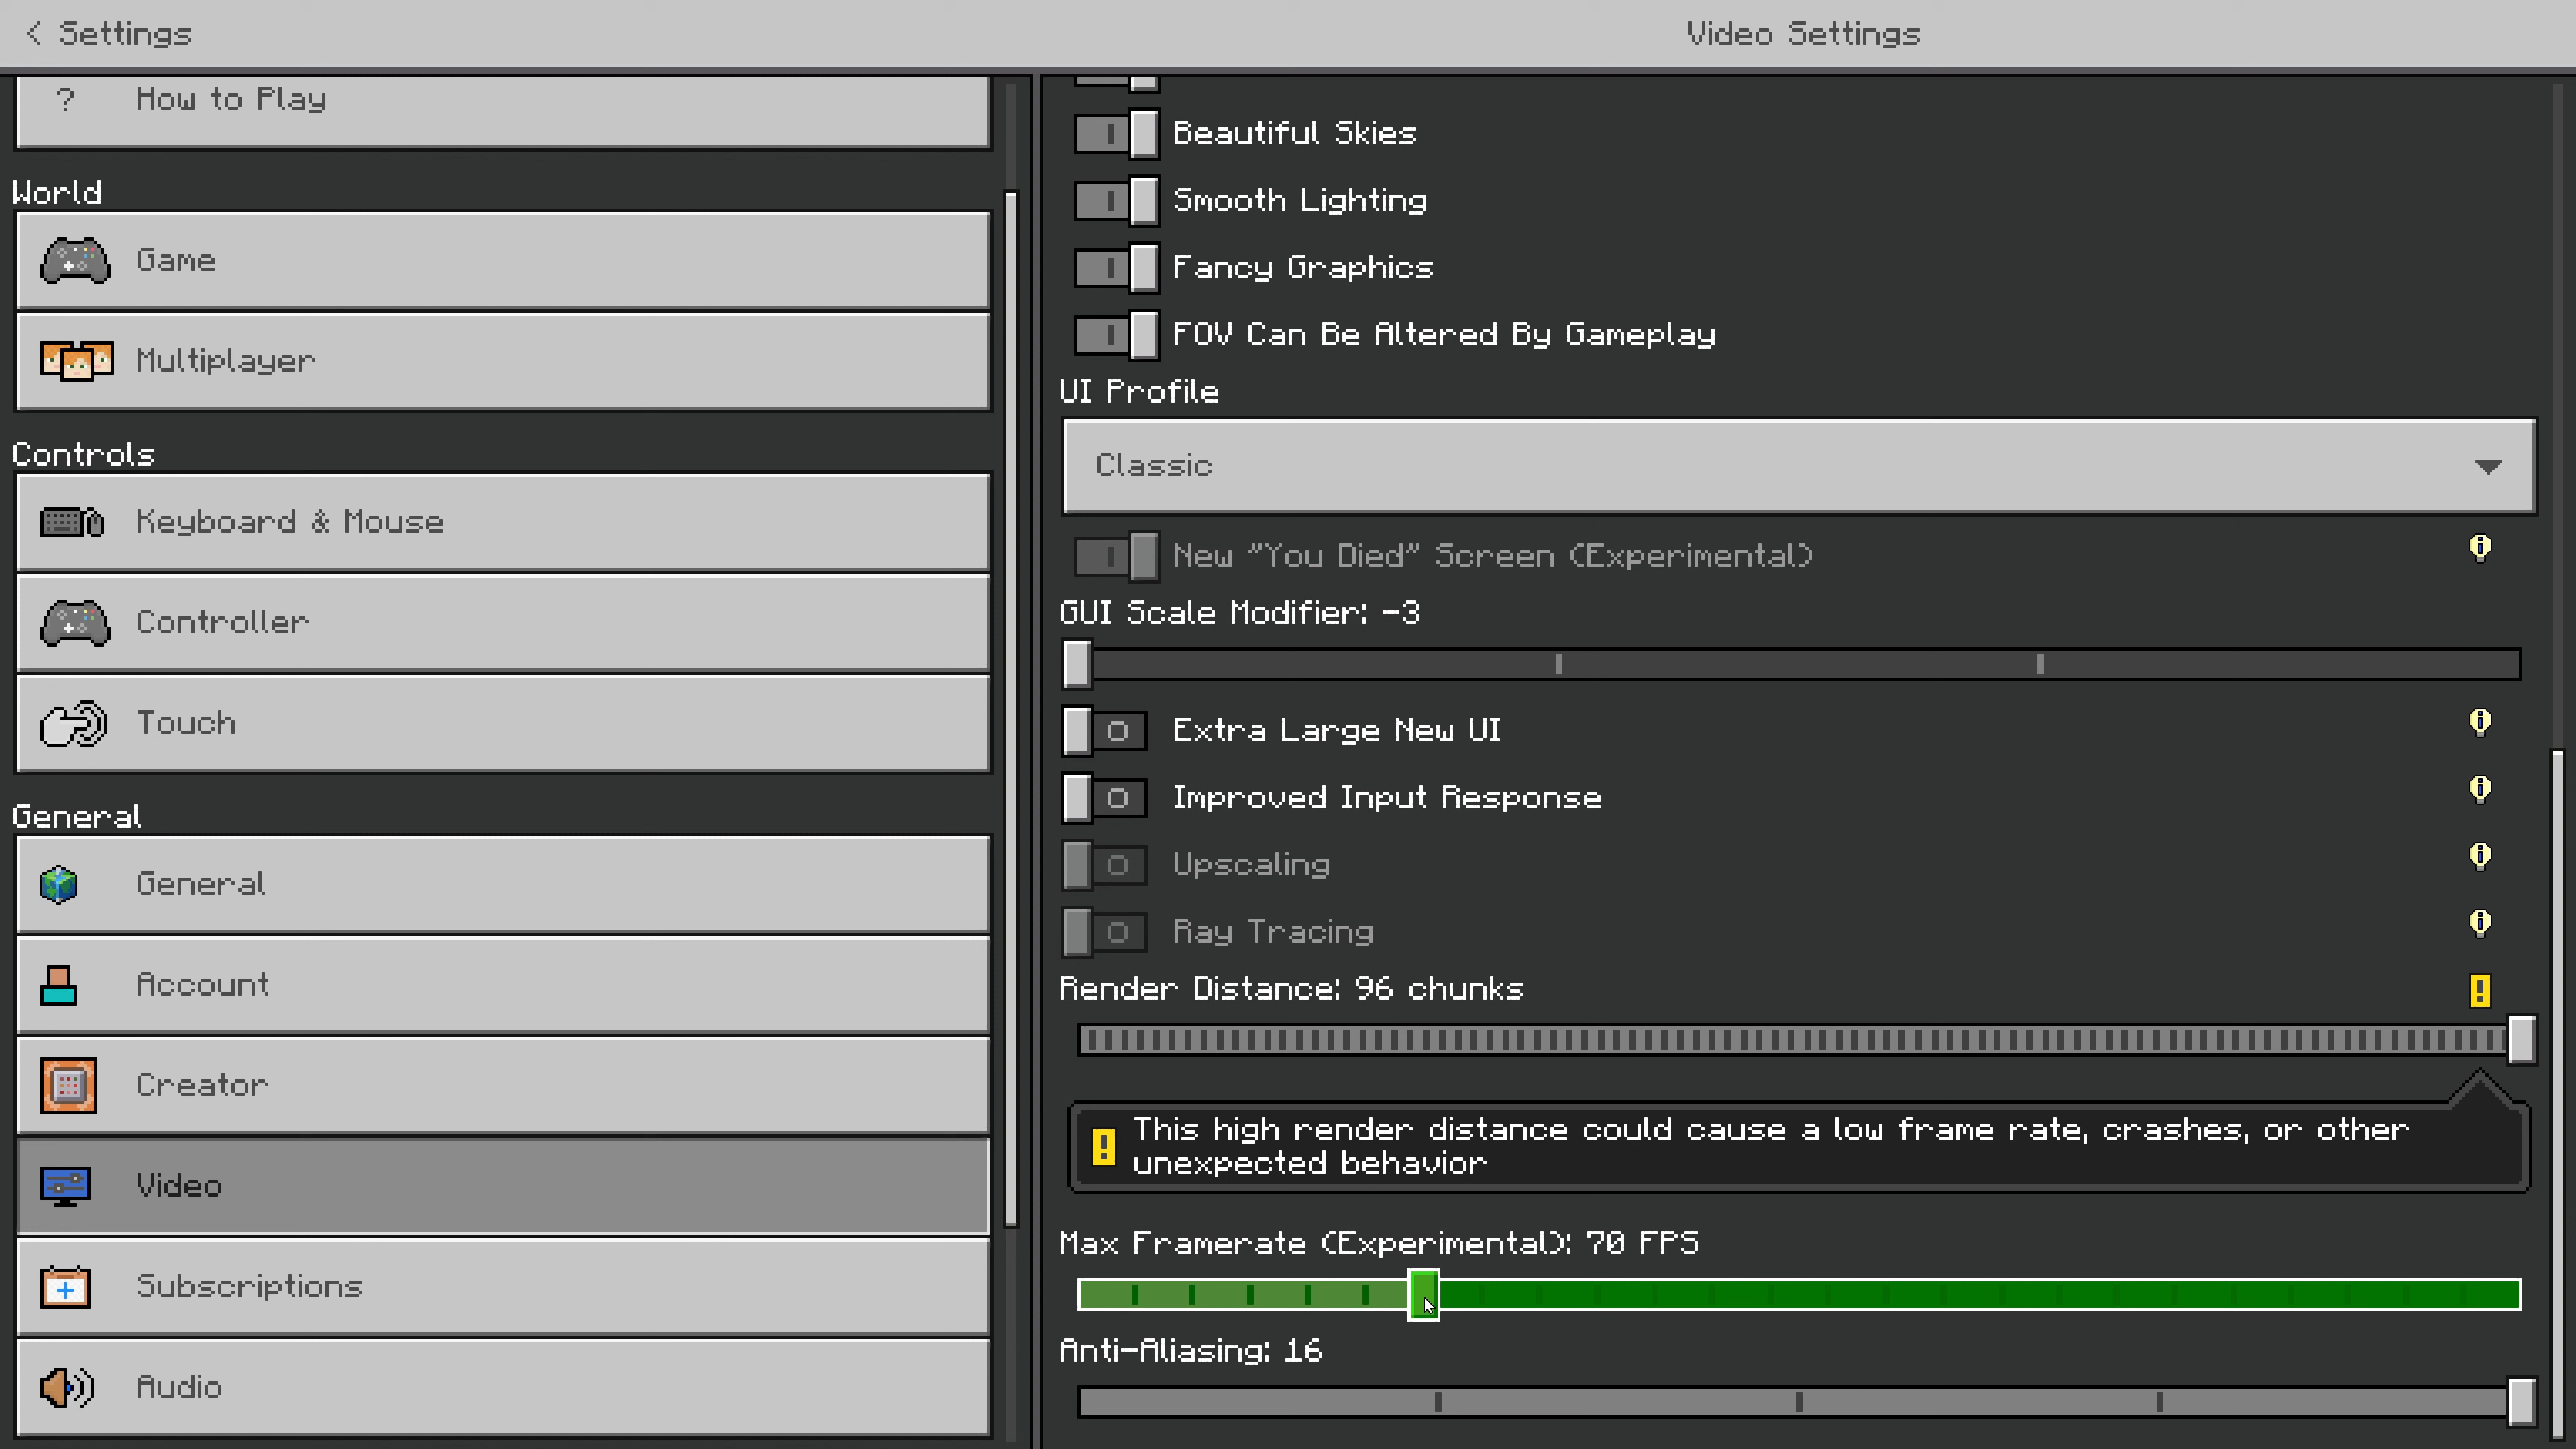 Settings
Video Settings
How to Play
World
Game
Multiplayer
Controls
Keyboard & Mouse
Controller
Touch
General
General
Account
Creator
Video
Subscriptions
Audio
Beautiful Skies
Smooth Lighting
Fancy Graphics
FOV Can Be Altered By Gameplay
UI Profile
Classic
New "You Died" Screen (Experimental)
GUI Scale Modifier: -3
Extra Large New UI
Improved Input Response
Upscaling
Ray Tracing
Render Distance: 96 chunks
This high render distance could cause a low frame rate, crashes, or other
unexpected behavior
Max Framerate (Experimental): 70 FPS
Anti-Aliasing: 16